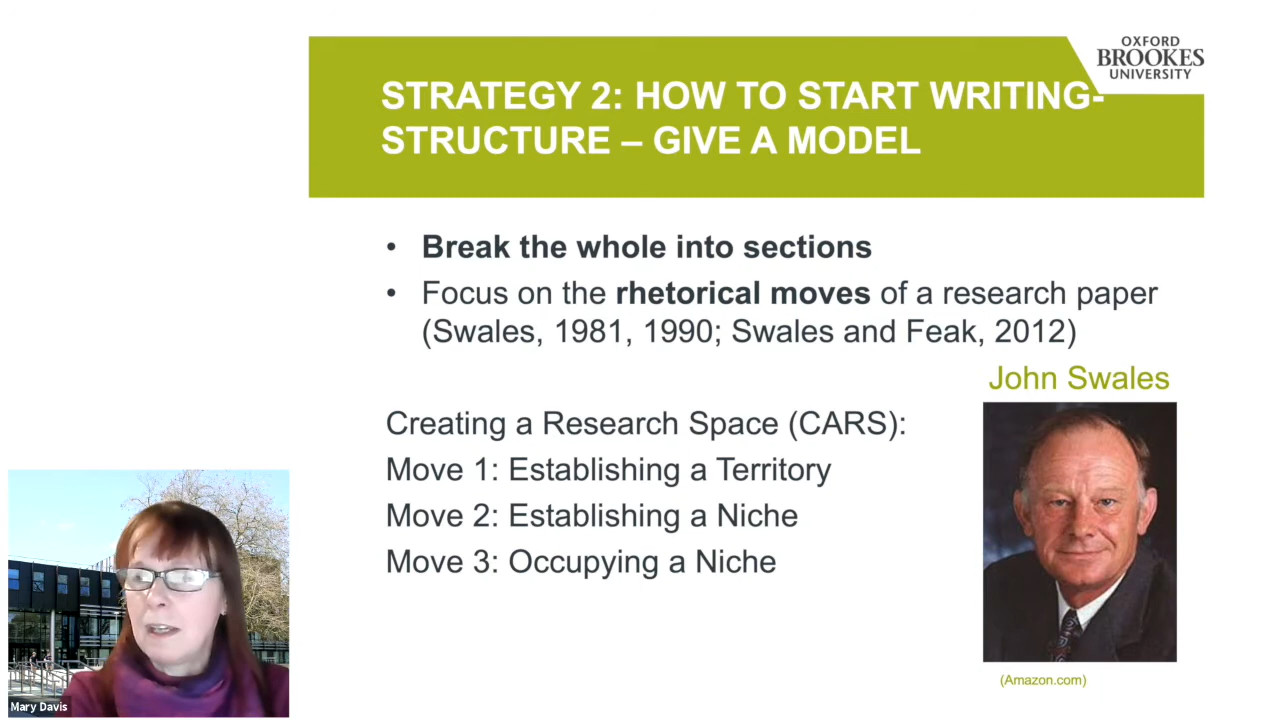 OXFORD
BROOKES
UNIVERSITY
STRATEGY 2: HOW TO START WRITING-
STRUCTURE – GIVE A MODEL
• Break the whole into sections
• Focus on the rhetorical moves of a research paper
(Swales, 1981, 1990; Swales and Feak, 2012)
John Swales
Creating a Research Space (CARS):
Move 1: Establishing a Territory
Move 2: Establishing a Niche
Move 3: Occupying a Niche
(Amazon.com)
Mary Davis